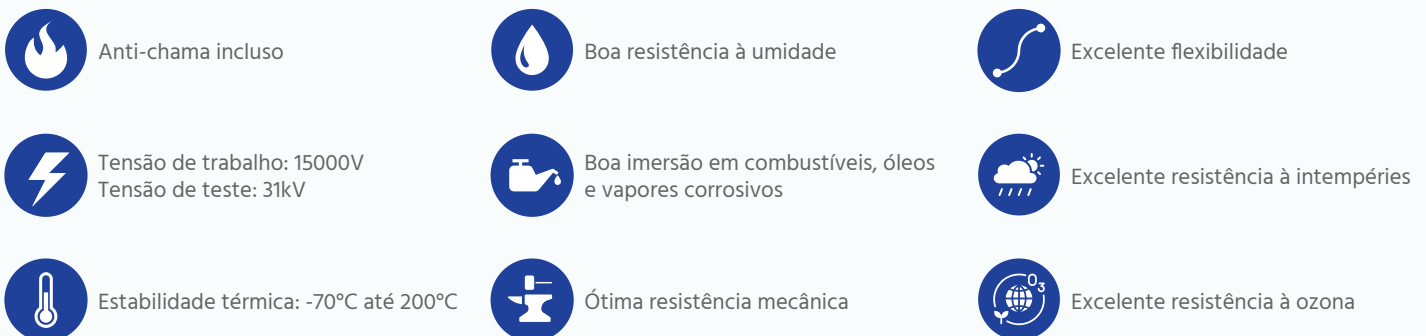 Anti-chama incluso
Boa resistência à umidade
Excelente flexibilidade
Tensão de trabalho: 15000V
Tensão de teste: 31kV
Boa imersão em combustíveis, óleos
e vapores corrosivos
Excelente resistência à intempéries
Estabilidade térmica: -70°C até 200°C
Ótima resistência mecânica
O3
Excelente resistência à ozona